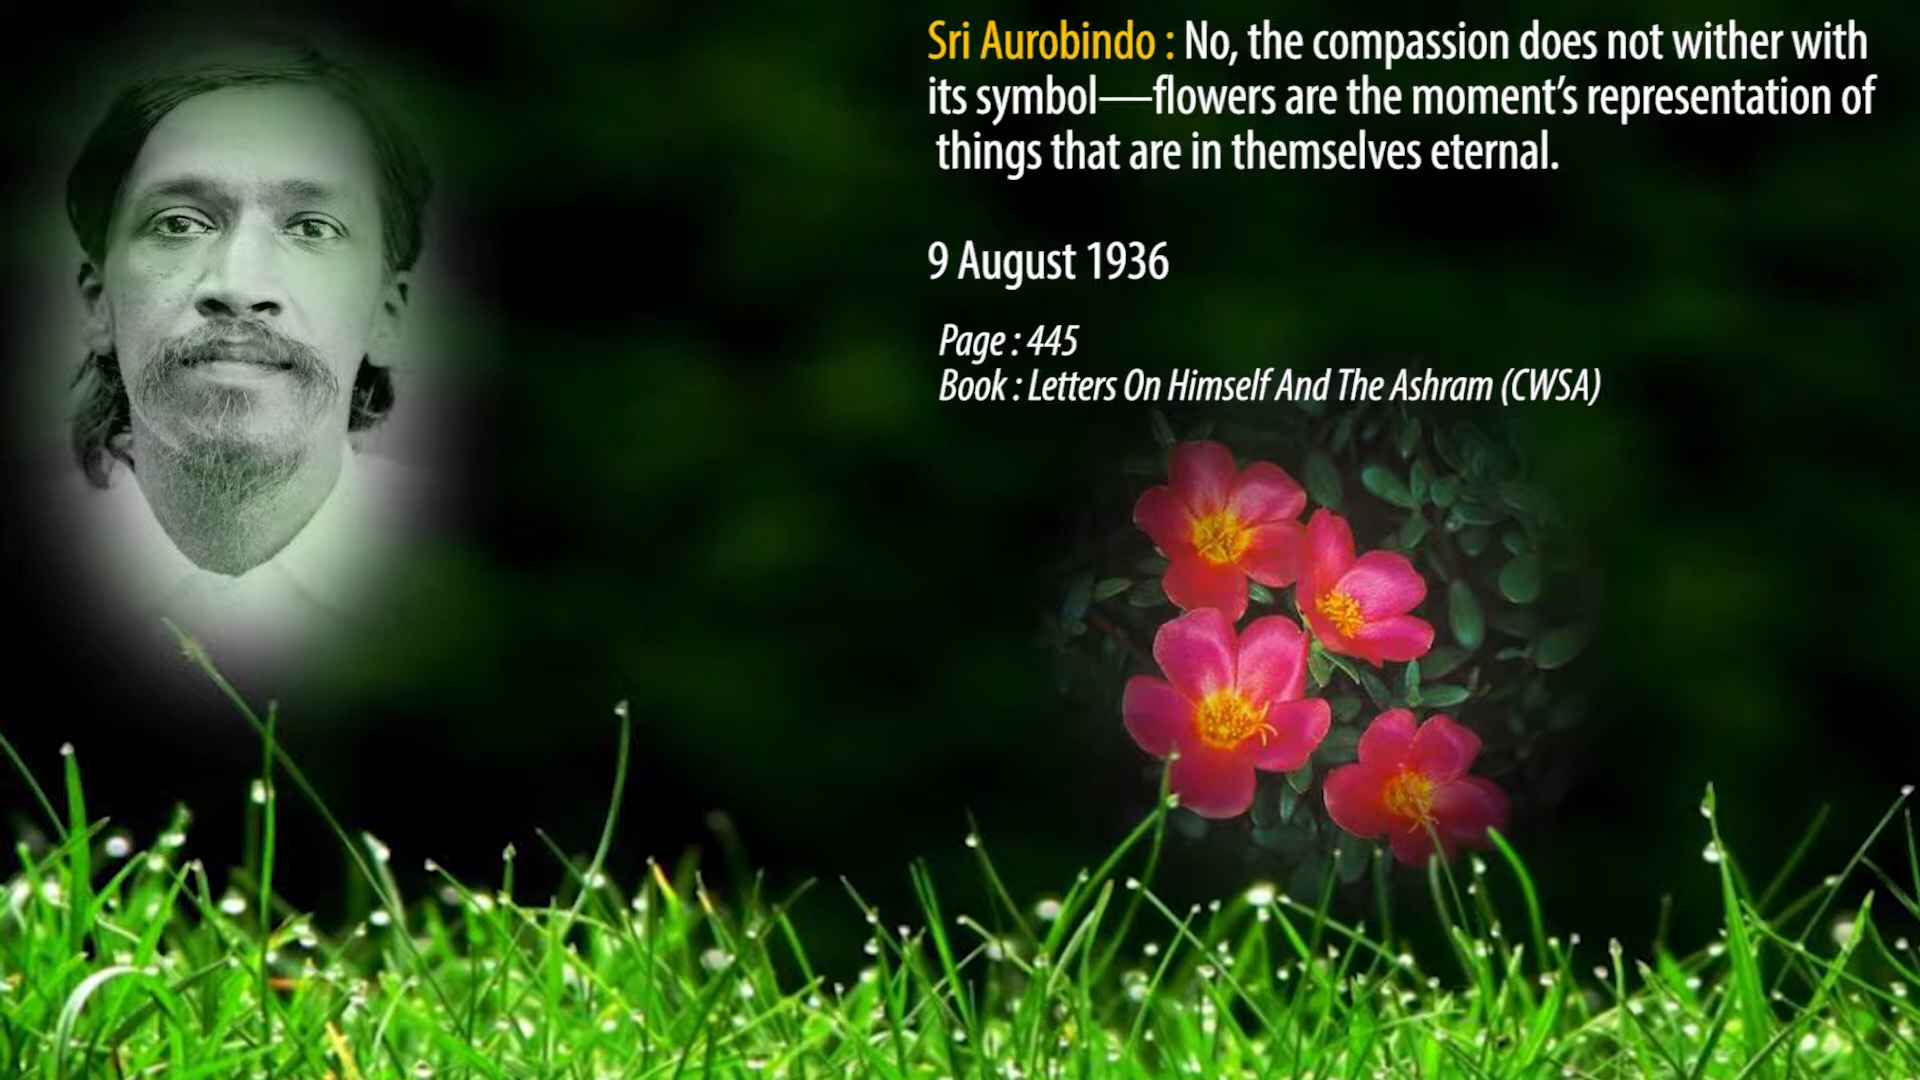 Sri Aurobindo : No, the compassion does not wither with
its symbol—flowers are the moment’s representation of
things that are in themselves eternal.
9 August 1936
Page : 445
Book : Letters On Himself And The Ashram (CWSA)